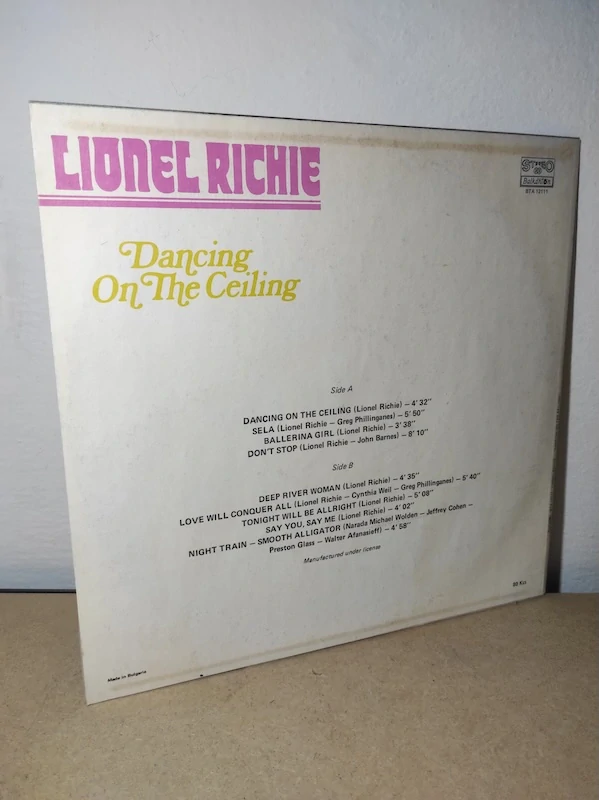 LIONEL RICHIE
STEREO
BALKANTON
BTA 12111
Dancing
On The Ceiling
Side A
DANCING ON THE CEILING (Lionel Richie) – 4' 32"
SELA (Lionel Richie – Greg Phillinganes) – 5' 50"
BALLERINA GIRL (Lionel Richie) – 3' 38"
DON'T STOP (Lionel Richie – John Barnes) – 8' 10"
Side B
DEEP RIVER WOMAN (Lionel Richie) – 4' 35"
LOVE WILL CONQUER ALL (Lionel Richie – Cynthia Weil – Greg Phillinganes) – 5' 40"
TONIGHT WILL BE ALLRIGHT (Lionel Richie) – 5' 08"
SAY YOU, SAY ME (Lionel Richie) – 4' 02"
NIGHT TRAIN – SMOOTH ALLIGATOR (Narada Michael Wolden – Jeffrey Cohen –
Preston Glass – Walter Afanasieff) – 4' 58"
Manufactured under license
Made in Bulgaria